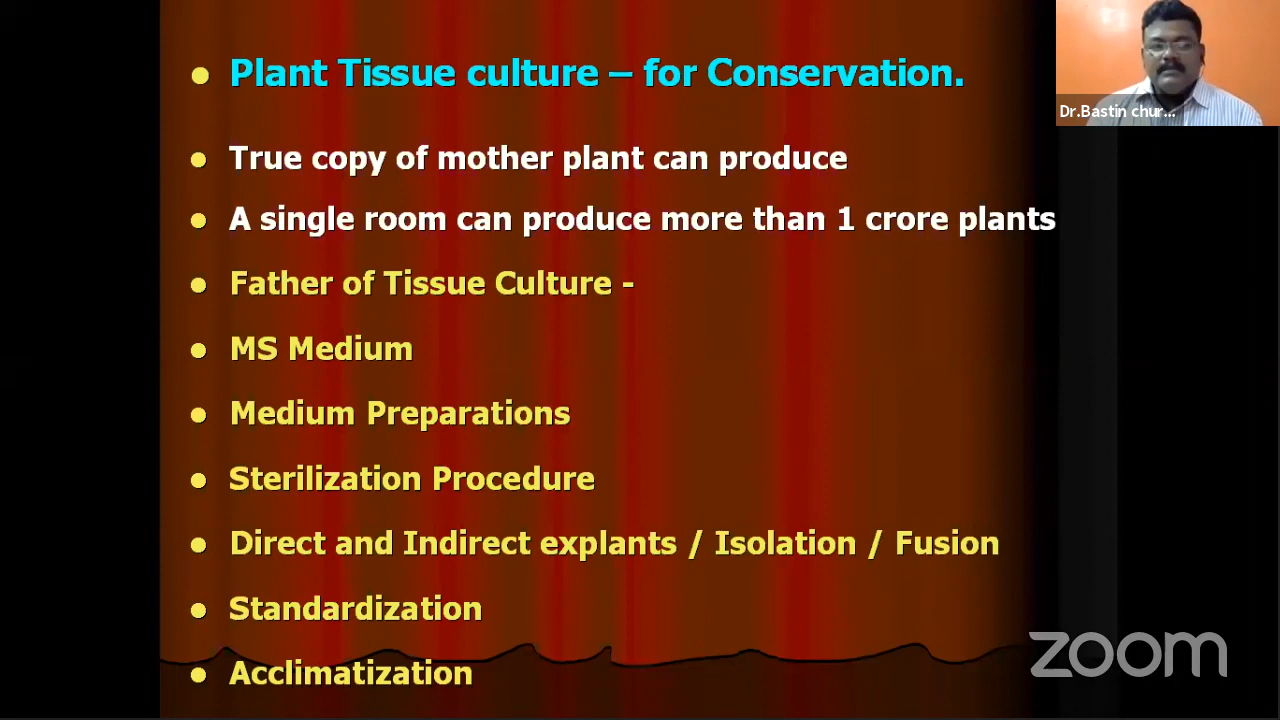 Plant Tissue culture – for Conservation.
Dr.Bastin chur...
True copy of mother plant can produce
A single room can produce more than 1 crore plants
Father of Tissue Culture -
MS Medium
Medium Preparations
Sterilization Procedure
Direct and Indirect explants / Isolation / Fusion
Standardization
Acclimatization
zoom